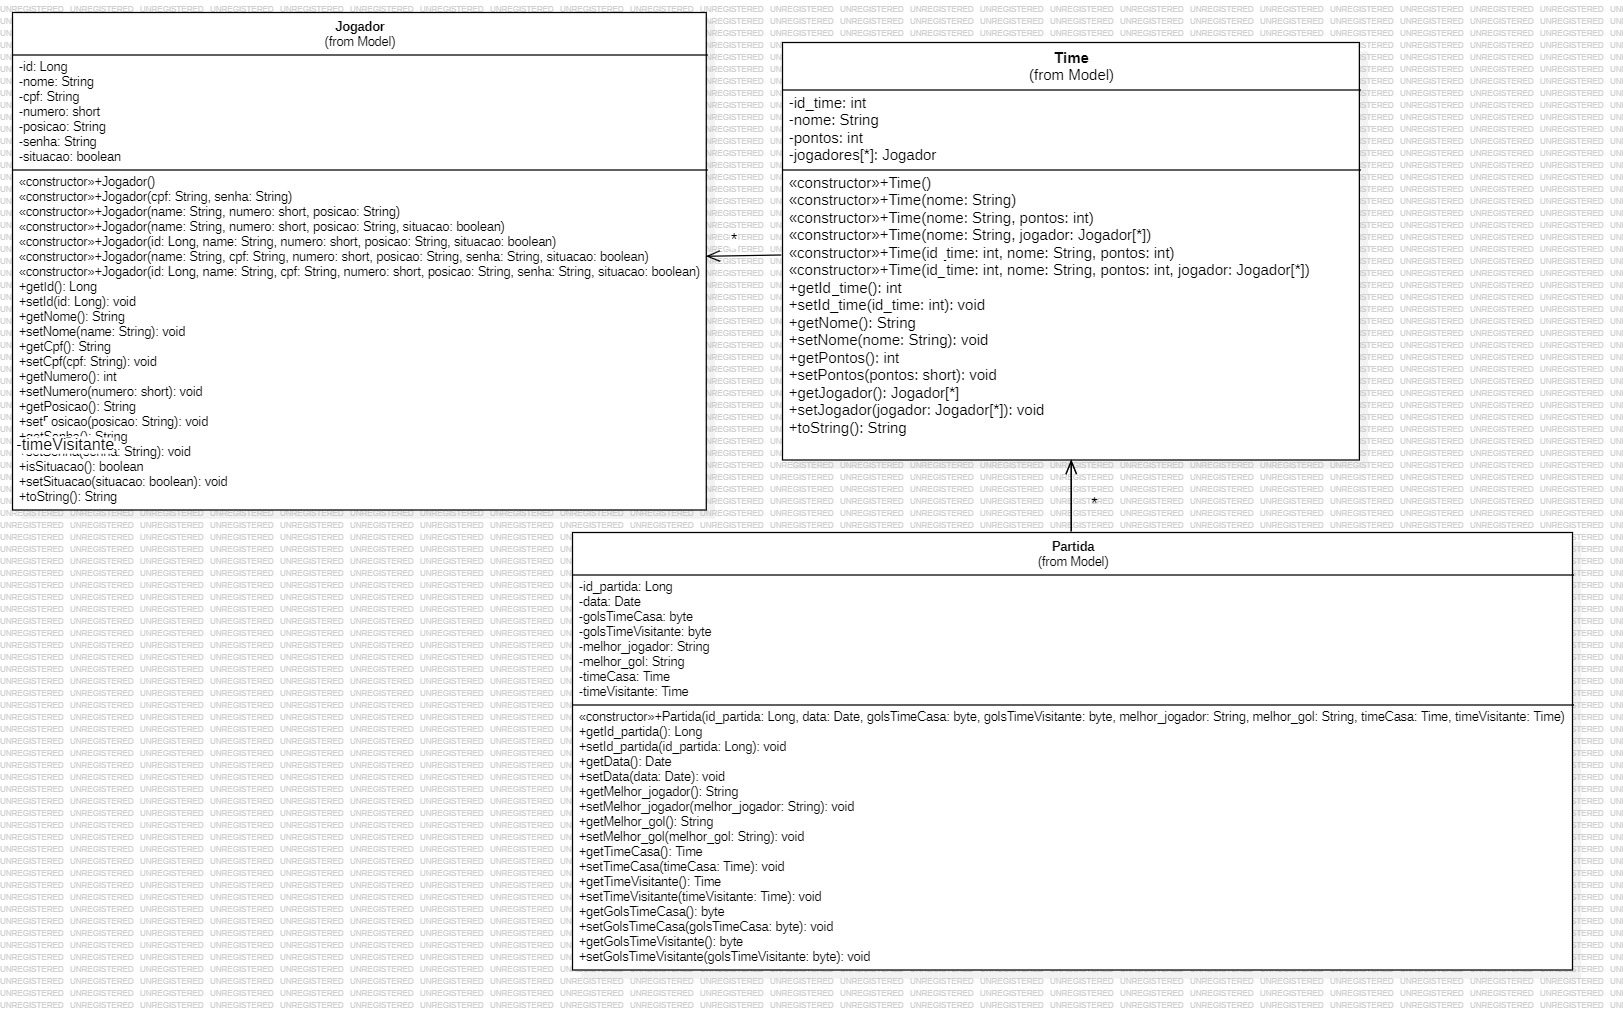 Jogador
(from Model)
-id: Long
-nome: String
-cpf: String
-numero: short
-posicao: String
-senha: String
-situacao: boolean
«constructor»+Jogador()
«constructor»+Jogador(cpf: String, senha: String)
«constructor»+Jogador(name: String, numero: short, posicao: String)
«constructor»+Jogador(name: String, numero: short, posicao: String, situacao: boolean)
«constructor»+Jogador(id: Long, name: String, numero: short, posicao: String, situacao: boolean)
«constructor»+Jogador(name: String, cpf: String, numero: short, posicao: String, senha: String, situacao: boolean)
«constructor»+Jogador(id: Long, name: String, cpf: String, numero: short, posicao: String, senha: String, situacao: boolean)
+getId(): Long
+setId(id: Long): void
+getNome(): String
+setNome(name: String): void
+getCpf(): String
+setCpf(cpf: String): void
+getNumero(): int
+setNumero(numero: short): void
+getPosicao(): String
+setPosicao(posicao: String): void
+getSenha(): String
-timeVisitante
+setSenha(senha: String): void
+isSituacao(): boolean
+setSituacao(situacao: boolean): void
+toString(): String
*
Time
(from Model)
-id_time: int
-nome: String
-pontos: int
-jogadores[*]: Jogador
«constructor»+Time()
«constructor»+Time(nome: String)
«constructor»+Time(nome: String, pontos: int)
«constructor»+Time(nome: String, jogador: Jogador[*])
«constructor»+Time(id_time: int, nome: String, pontos: int)
«constructor»+Time(id_time: int, nome: String, pontos: int, jogador: Jogador[*])
+getId_time(): int
+setId_time(id_time: int): void
+getNome(): String
+setNome(nome: String): void
+getPontos(): int
+setPontos(pontos: short): void
+getJogador(): Jogador[*]
+setJogador(jogador: Jogador[*]): void
+toString(): String
*
Partida
(from Model)
-id_partida: Long
-data: Date
-golsTimeCasa: byte
-golsTimeVisitante: byte
-melhor_jogador: String
-melhor_gol: String
-timeCasa: Time
-timeVisitante: Time
«constructor»+Partida(id_partida: Long, data: Date, golsTimeCasa: byte, golsTimeVisitante: byte, melhor_jogador: String, melhor_gol: String, timeCasa: Time, timeVisitante: Time)
+getId_partida(): Long
+setId_partida(id_partida: Long): void
+getData(): Date
+setData(data: Date): void
+getMelhor_jogador(): String
+setMelhor_jogador(melhor_jogador: String): void
+getMelhor_gol(): String
+setMelhor_gol(melhor_gol: String): void
+getTimeCasa(): Time
+setTimeCasa(timeCasa: Time): void
+getTimeVisitante(): Time
+setTimeVisitante(timeVisitante: Time): void
+getGolsTimeCasa(): byte
+setGolsTimeCasa(golsTimeCasa: byte): void
+getGolsTimeVisitante(): byte
+setGolsTimeVisitante(golsTimeVisitante: byte): void
UNREGISTERED